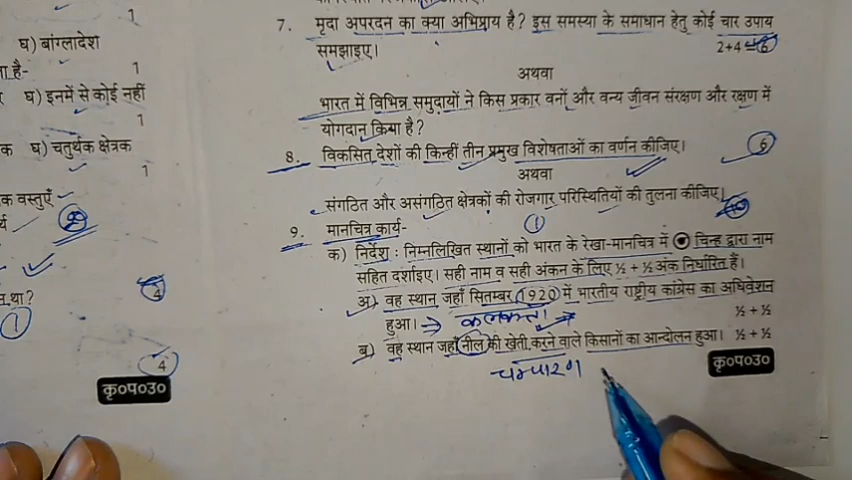 1
घ) बांग्लादेश
ा है-
1
घ) इनमें से कोई नहीं
1
क घ) चतुर्थक क्षेत्रक
1
क वस्तुएँ
र्य
4
न था?
1
4
कृ०प०उ०
7. मृदा अपरदन का क्या अभिप्राय है? इस समस्या के समाधान हेतु कोई चार उपाय
समझाइए। 2+4=6
अथवा
भारत में विभिन्न समुदायों ने किस प्रकार वनों और वन्य जीवन संरक्षण और रक्षण में
योगदान किया है?
8. विकसित देशों की किन्हीं तीन प्रमुख विशेषताओं का वर्णन कीजिए। 6
अथवा
संगठित और असंगठित क्षेत्रकों की रोजगार परिस्थितियों की तुलना कीजिए।
9. मानचित्र कार्य- 1
क) निर्देश : निम्नलिखित स्थानों को भारत के रेखा-मानचित्र में चिन्ह द्वारा नाम
सहित दर्शाइए। सही नाम व सही अंकन के लिए ½ + ½ अंक निर्धारित हैं।
अ) वह स्थान जहाँ सितम्बर 1920 में भारतीय राष्ट्रीय कांग्रेस का अधिवेशन
हुआ। → कलकत्ता ½ + ½
ब) वह स्थान जहाँ नील की खेती करने वाले किसानों का आन्दोलन हुआ। ½ + ½
चम्पारण
कृ०प०उ०